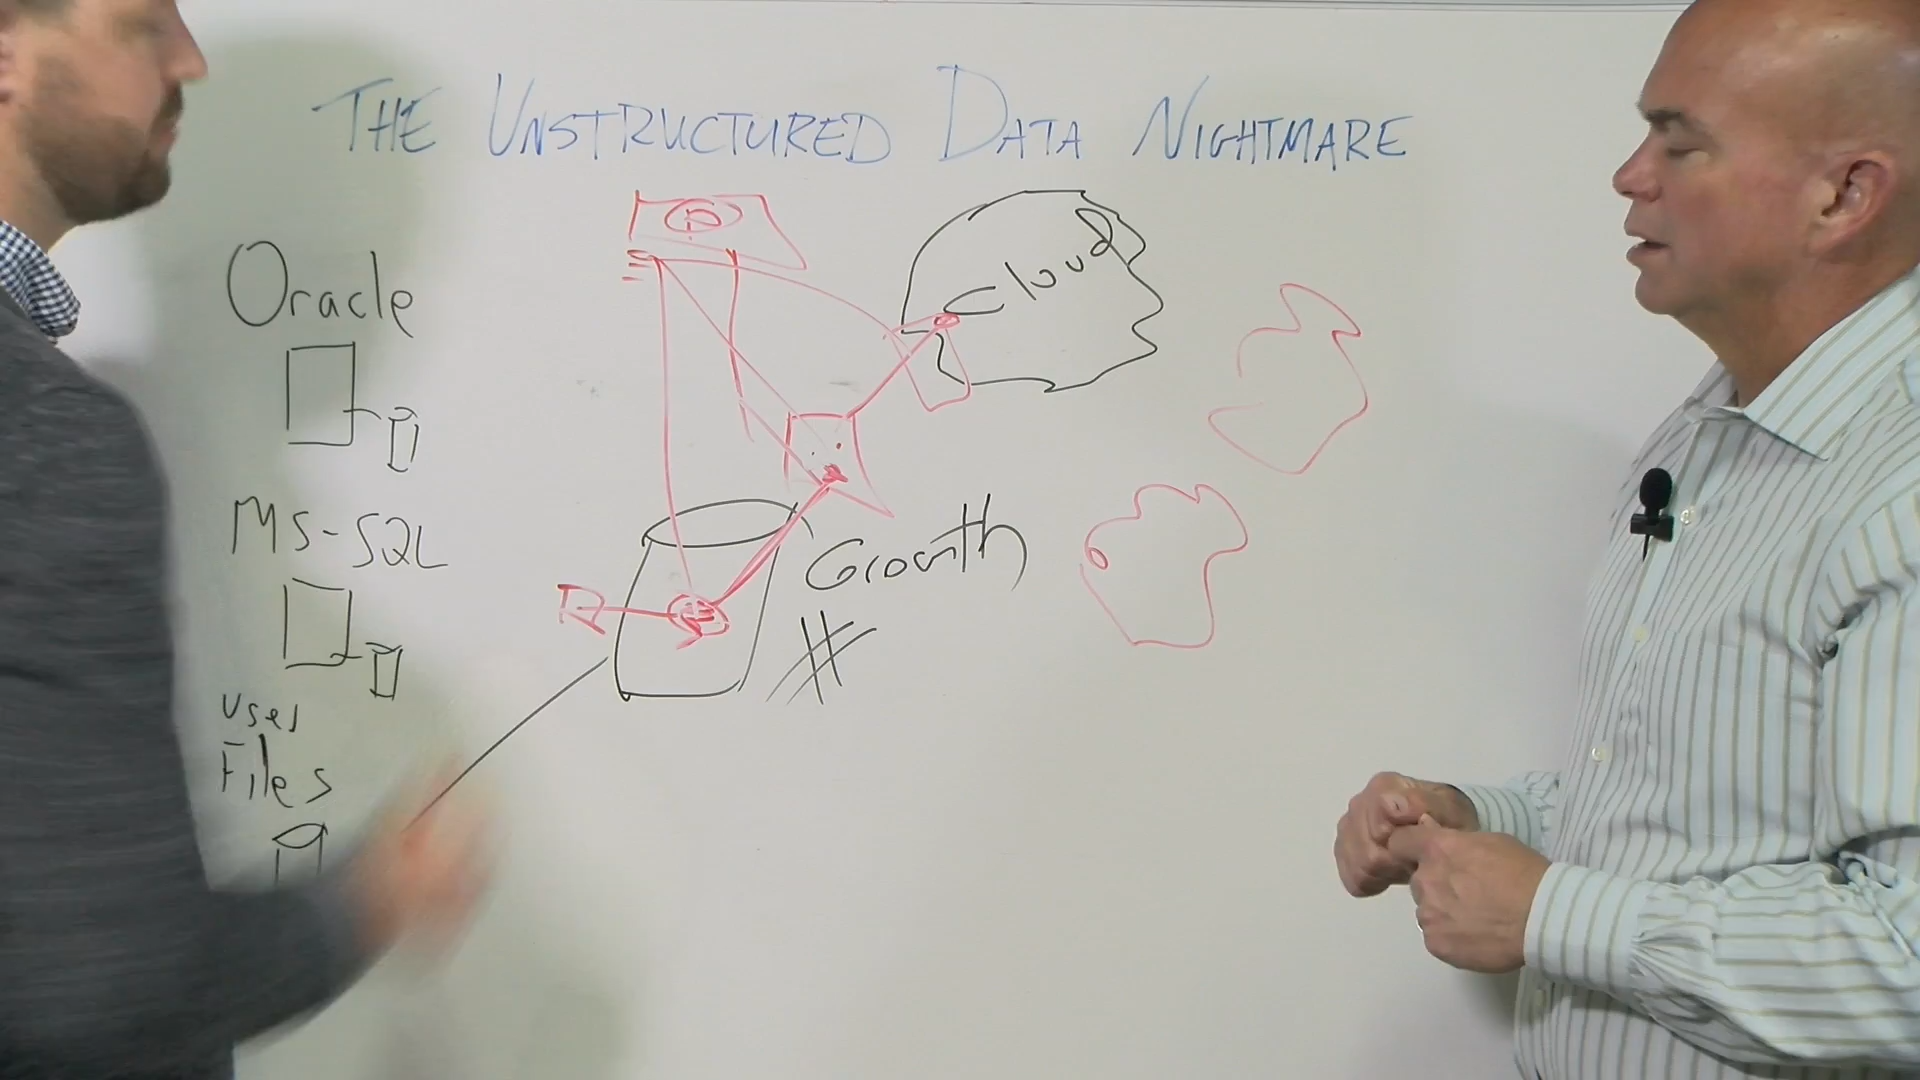 THE UNSTRUCTURED DATA NIGHTMARE
Oracle
Cloud
MS-SQL
Growth
#
R
User
Files